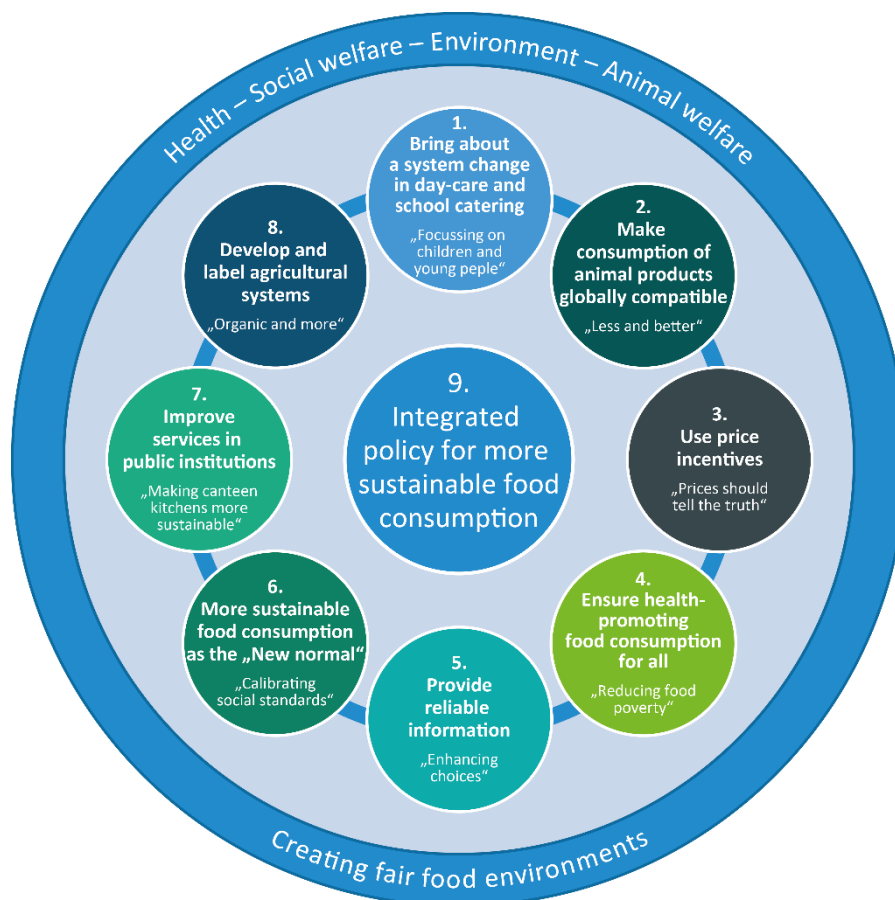 Health – Social welfare – Environment – Animal welfare
1.
Bring about
a system change
in day-care and
school catering
„Focussing on
children and
young peple“
2.
Make
consumption of
animal products
globally compatible
„Less and better“
3.
Use price
incentives
„Prices should
tell the truth“
4.
Ensure health-
promoting
food consumption
for all
„Reducing food
poverty“
5.
Provide
reliable
information
„Enhancing
choices“
6.
More sustainable
food consumption
as the „New normal“
„Calibrating
social standards“
7.
Improve
services in
public institutions
„Making canteen
kitchens more
sustainable“
8.
Develop and
label agricultural
systems
„Organic and more“
9.
Integrated
policy for more
sustainable food
consumption
Creating fair food environments